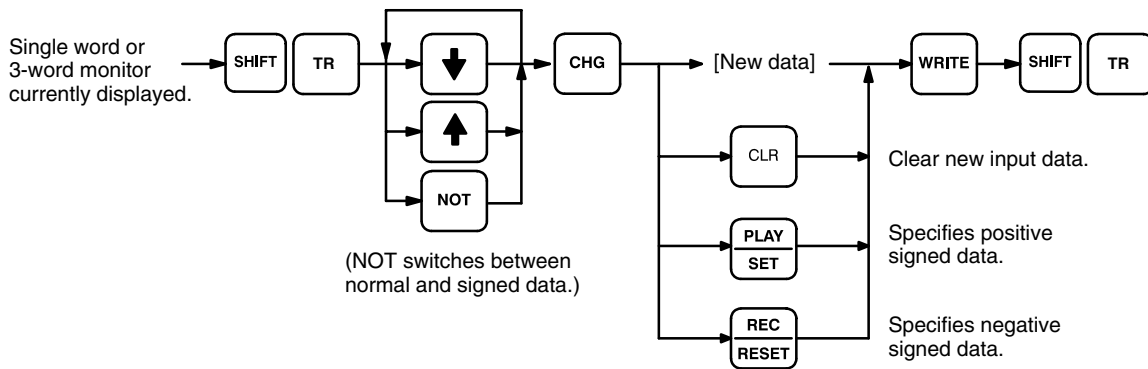 Single word or
3-word monitor
currently displayed.
SHIFT
TR
CHG
[New data]
WRITE
SHIFT
TR
NOT
(NOT switches between
normal and signed data.)
CLR
Clear new input data.
PLAY
SET
Specifies positive
signed data.
REC
RESET
Specifies negative
signed data.